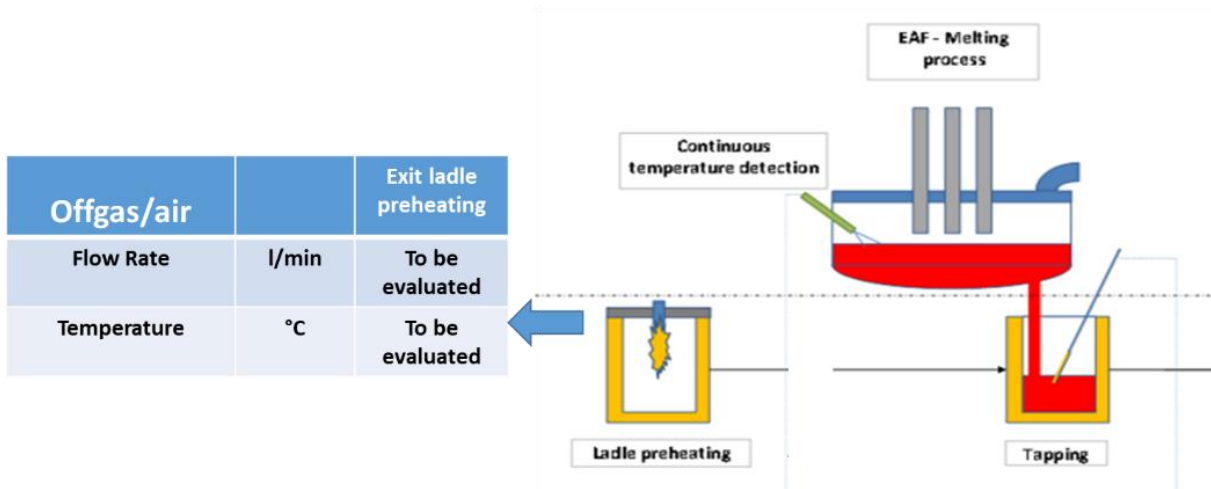 Offgas/air
Exit ladle
preheating
Flow Rate
l/min
To be
evaluated
Temperature
°C
To be
evaluated
EAF - Melting
process
Continuous
temperature detection
Ladle preheating
Tapping